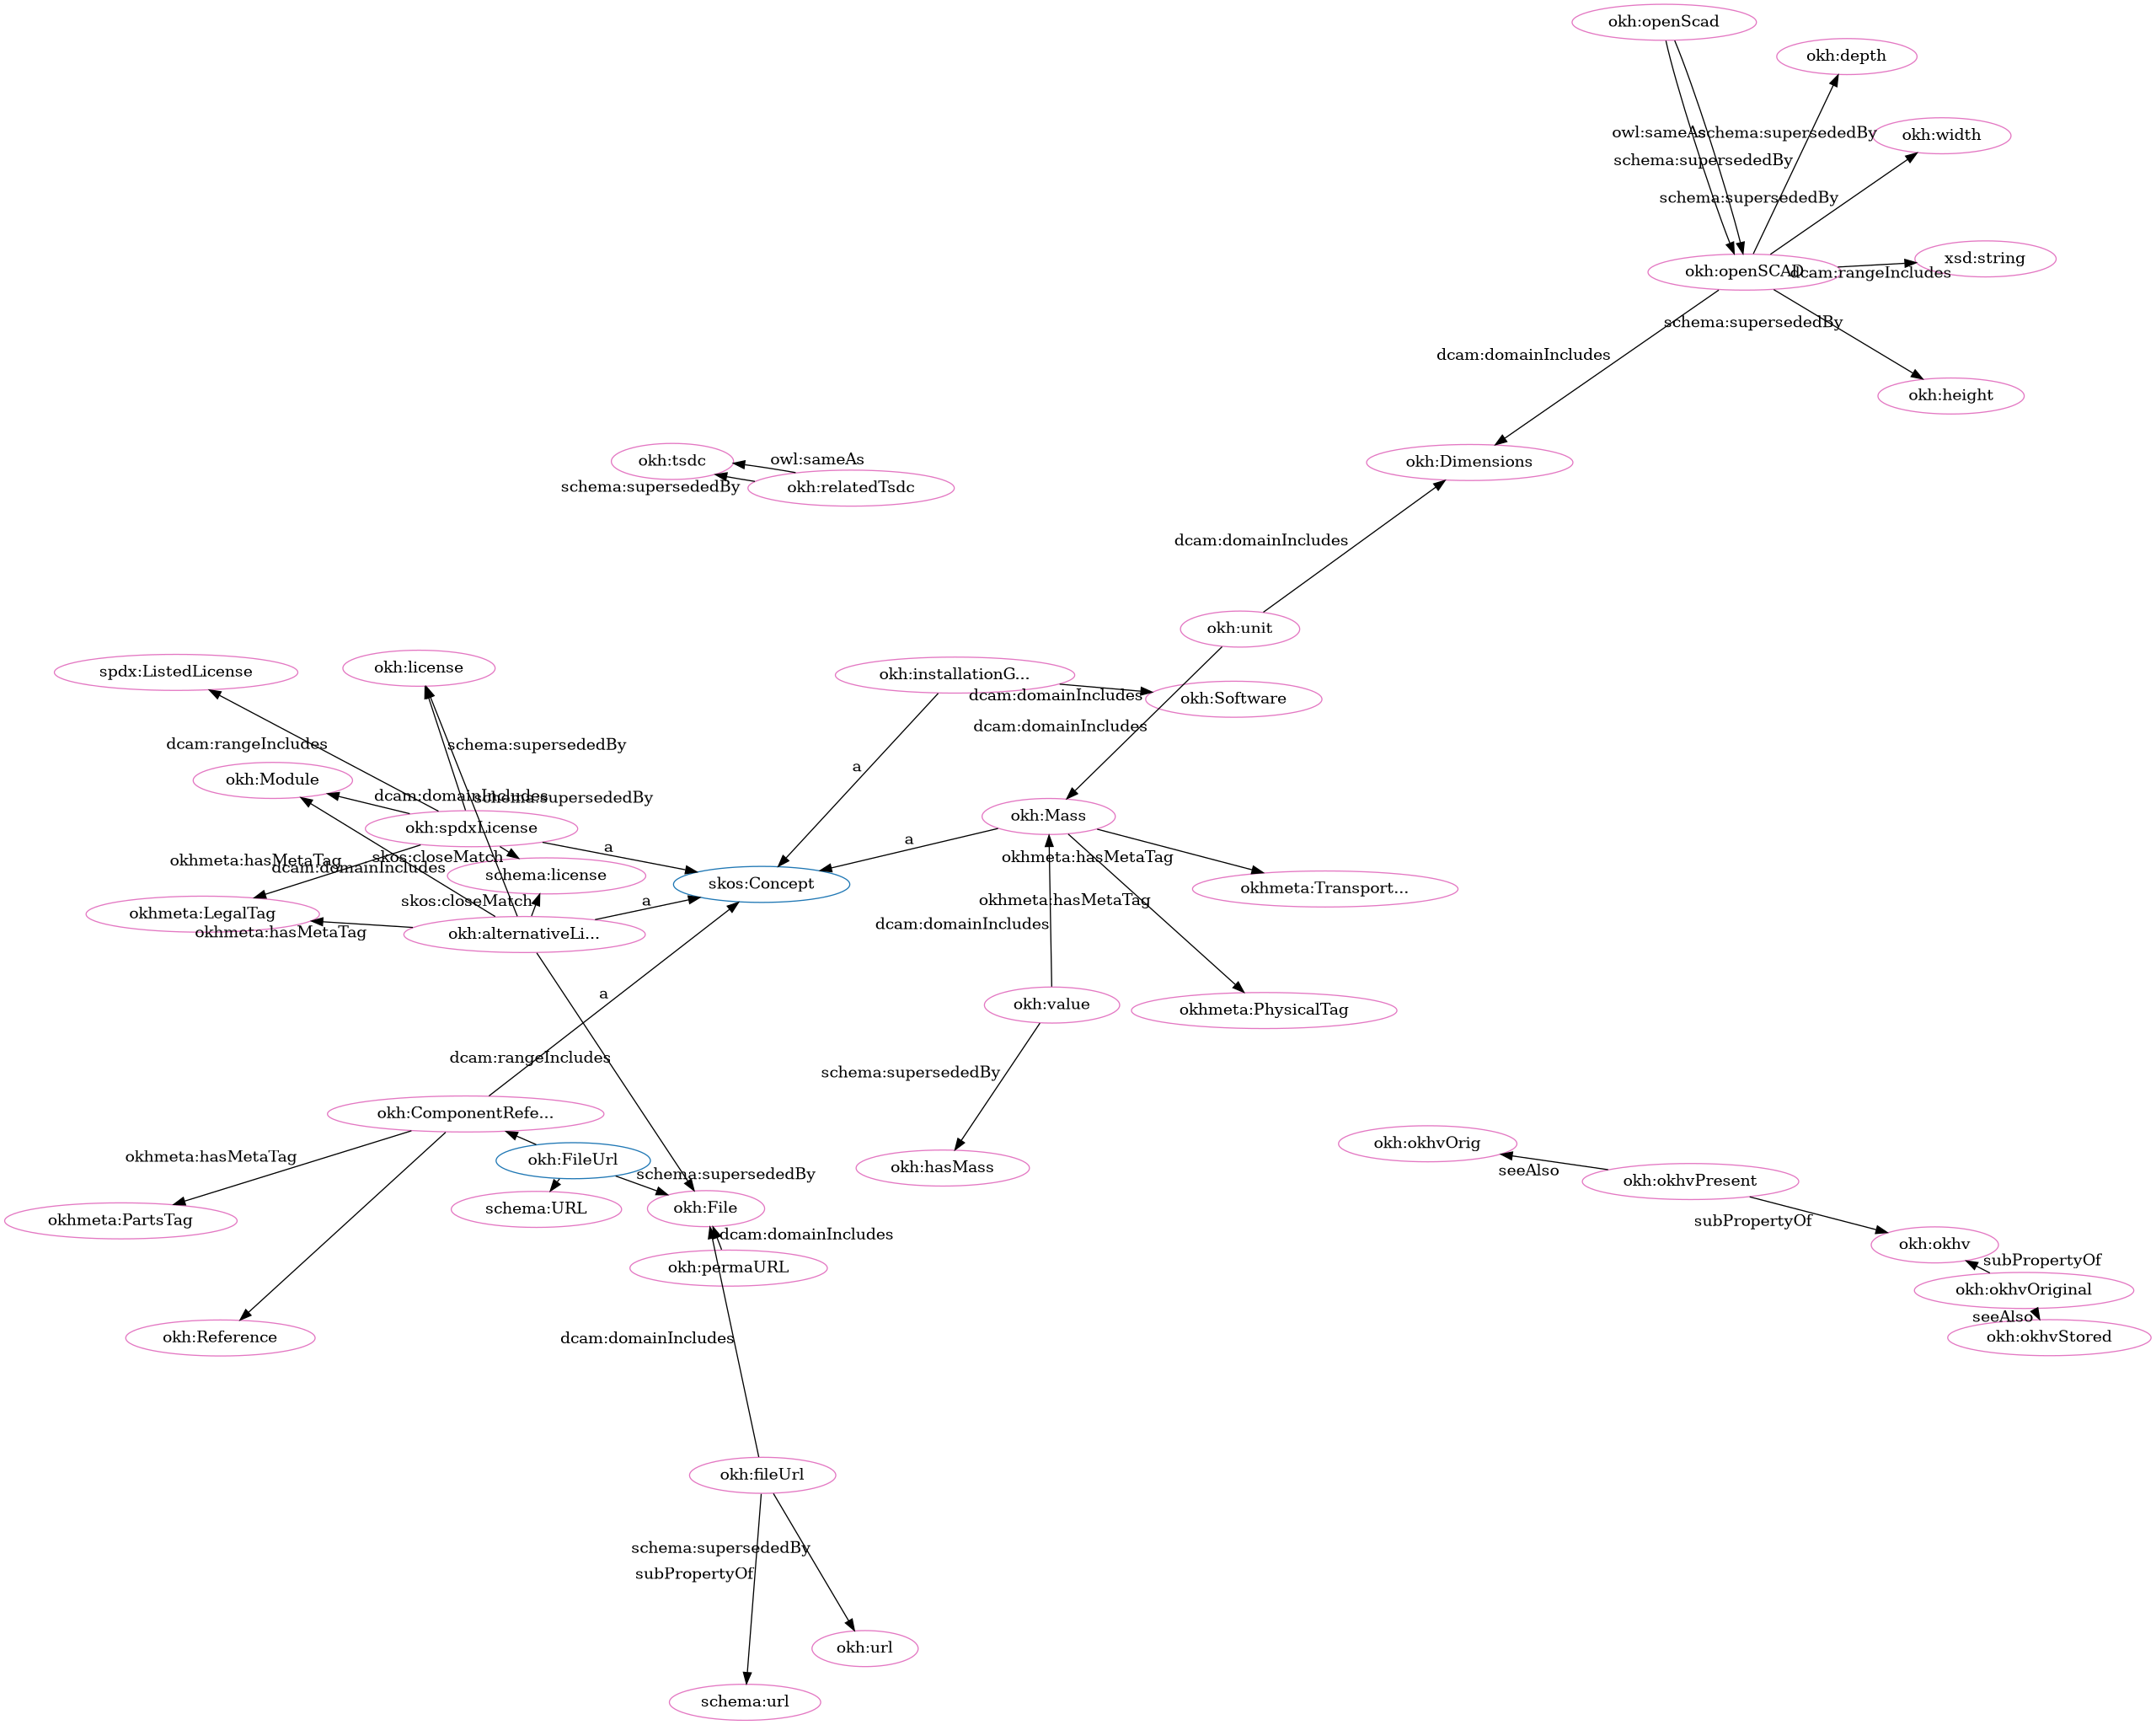 okh:openScad
okh:depth
owl:sameAs
schema:supersededBy
okh:width
schema:supersededBy
schema:supersededBy
xsd:string
okh:openSCAD
dcam:rangeIncludes
schema:supersededBy
dcam:domainIncludes
okh:height
okh:tsdc
owl:sameAs
okh:Dimensions
schema:supersededBy
okh:relatedTsdc
dcam:domainIncludes
okh:unit
spdx:ListedLicense
okh:license
okh:installationG...
okh:Software
dcam:domainIncludes
dcam:domainIncludes
dcam:rangeIncludes
schema:supersededBy
a
okh:Module
dcam:domainIncludes
schema:supersededBy
okh:Mass
okh:spdxLicense
a
a
okhmeta:hasMetaTag
skos:closeMatch
okhmeta:hasMetaTag
dcam:domainIncludes
schema:license
skos:Concept
okhmeta:Transport...
skos:closeMatch
a
okhmeta:hasMetaTag
okhmeta:LegalTag
dcam:domainIncludes
okhmeta:hasMetaTag
okh:alternativeLi...
a
okh:value
okhmeta:PhysicalTag
dcam:rangeIncludes
schema:supersededBy
okh:ComponentRefe...
okh:okhvOrig
okhmeta:hasMetaTag
okh:FileUrl
okh:hasMass
seeAlso
schema:supersededBy
okh:okhvPresent
schema:URL
okh:File
okhmeta:PartsTag
subPropertyOf
dcam:domainIncludes
okh:okhv
subPropertyOf
okh:permaURL
okh:okhvOriginal
seeAlso
okh:Reference
dcam:domainIncludes
okh:okhvStored
okh:fileUrl
schema:supersededBy
subPropertyOf
okh:url
schema:url